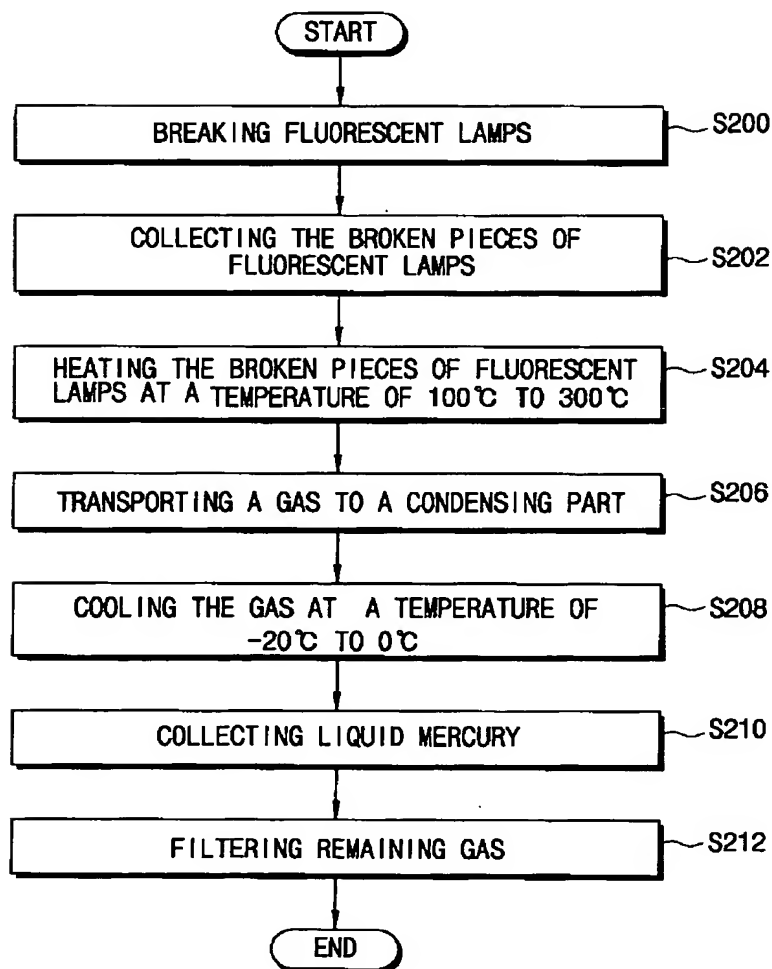 START
BREAKING FLUORESCENT LAMPS
S200
COLLECTING THE BROKEN PIECES OF
FLUORESCENT LAMPS
S202
HEATING THE BROKEN PIECES OF FLUORESCENT
LAMPS AT A TEMPERATURE OF 100℃ TO 300℃
S204
TRANSPORTING A GAS TO A CONDENSING PART
S206
COOLING THE GAS AT A TEMPERATURE OF
-20℃ TO 0℃
S208
COLLECTING LIQUID MERCURY
S210
FILTERING REMAINING GAS
S212
END